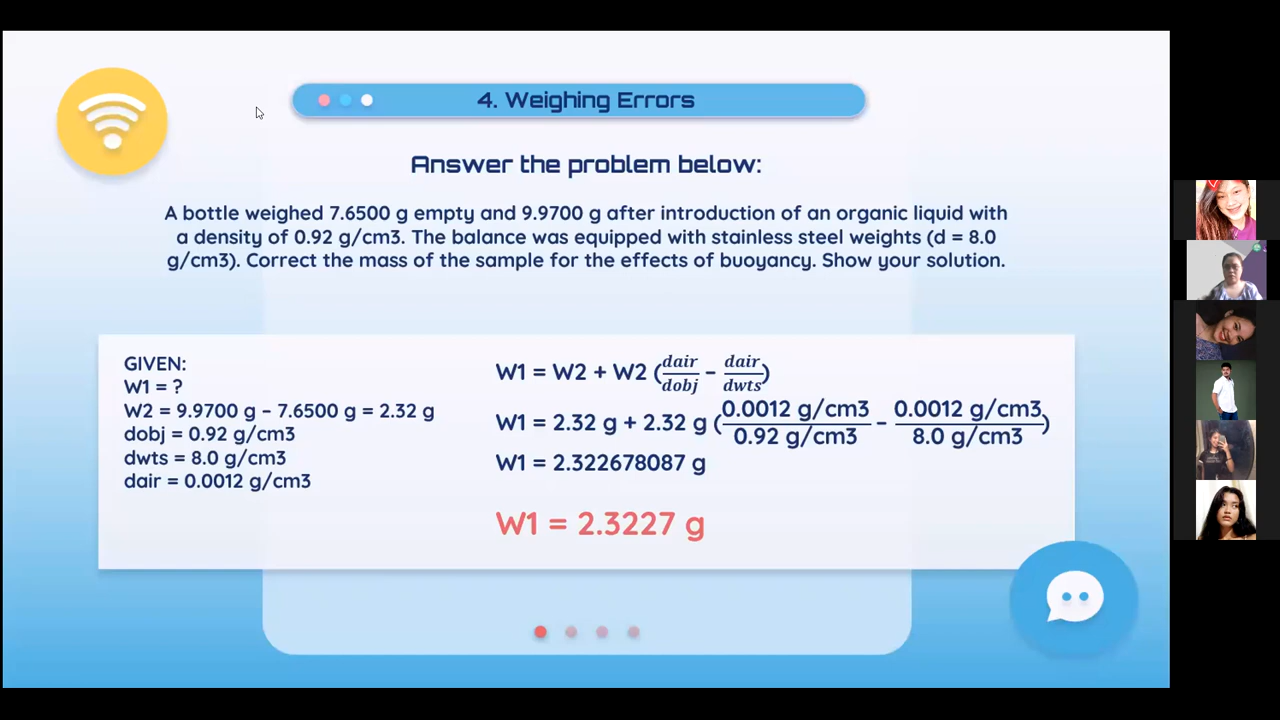 4. Weighing Errors
Answer the problem below:
A bottle weighed 7.6500 g empty and 9.9700 g after introduction of an organic liquid with
a density of 0.92 g/cm3. The balance was equipped with stainless steel weights (d = 8.0
g/cm3). Correct the mass of the sample for the effects of buoyancy. Show your solution.
GIVEN:
W1 = ?
W2 = 9.9700 g – 7.6500 g = 2.32 g
dobj = 0.92 g/cm3
dwts = 8.0 g/cm3
dair = 0.0012 g/cm3
W1 = W2 + W2 (dair/dobj – dair/dwts)
W1 = 2.32 g + 2.32 g (0.0012 g/cm3/0.92 g/cm3 – 0.0012 g/cm3/8.0 g/cm3)
W1 = 2.322678087 g
W1 = 2.3227 g